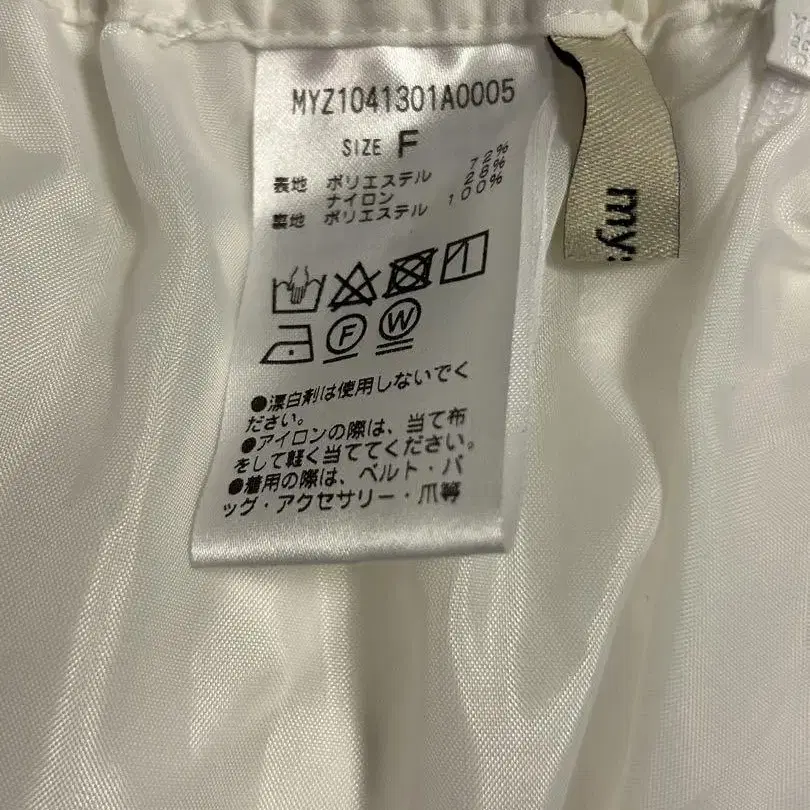 MYZ1041301A0005
SIZE F
表地 ポリエステル 72%
ナイロン 28%
裏地 ポリエステル 100%
F W
●漂白剤は使用しないでく
ださい。
●アイロンの際は、当て布
をして軽く当ててください。
●着用の際は、ベルト・バ
ッグ・アクセサリー・爪等
my